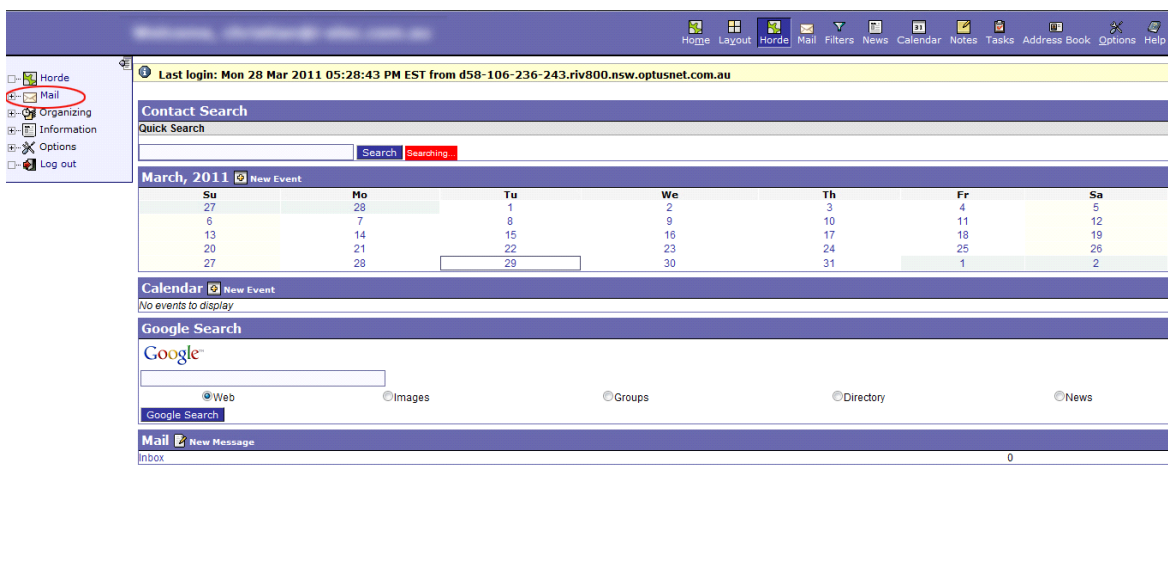 Home Layout Horde Mail Filters News Calendar Notes Tasks Address Book Options Help
Horde
Mail
Organizing
Information
Options
Log out
Last login: Mon 28 Mar 2011 05:28:43 PM EST from d58-106-236-243.riv800.nsw.optusnet.com.au
Contact Search
Quick Search
Search Searching...
March, 2011 New Event
Su Mo Tu We Th Fr Sa
27 28 1 2 3 4 5
6 7 8 9 10 11 12
13 14 15 16 17 18 19
20 21 22 23 24 25 26
27 28 29 30 31 1 2
Calendar New Event
No events to display
Google Search
Google™
Web Images Groups Directory News
Google Search
Mail New Message
Inbox 0